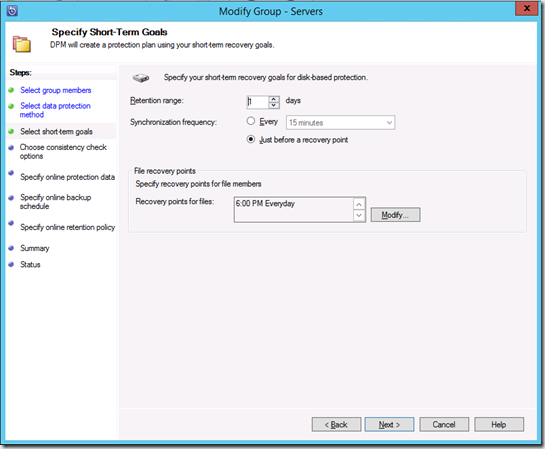 Modify Group - Servers
x
Specify Short-Term Goals
DPM will create a protection plan using your short-term recovery goals.
Steps:
Select group members
Select data protection
method
Select short-term goals
Choose consistency check
options
Specify online protection data
Specify online backup
schedule
Specify online retention policy
Summary
Status
Specify your short-term recovery goals for disk-based protection.
Retention range: 1 days
Synchronization frequency: Every 15 minutes
Just before a recovery point
File recovery points
Specify recovery points for file members
Recovery points for files: 6:00 PM Everyday
Modify...
< Back Next > Cancel Help